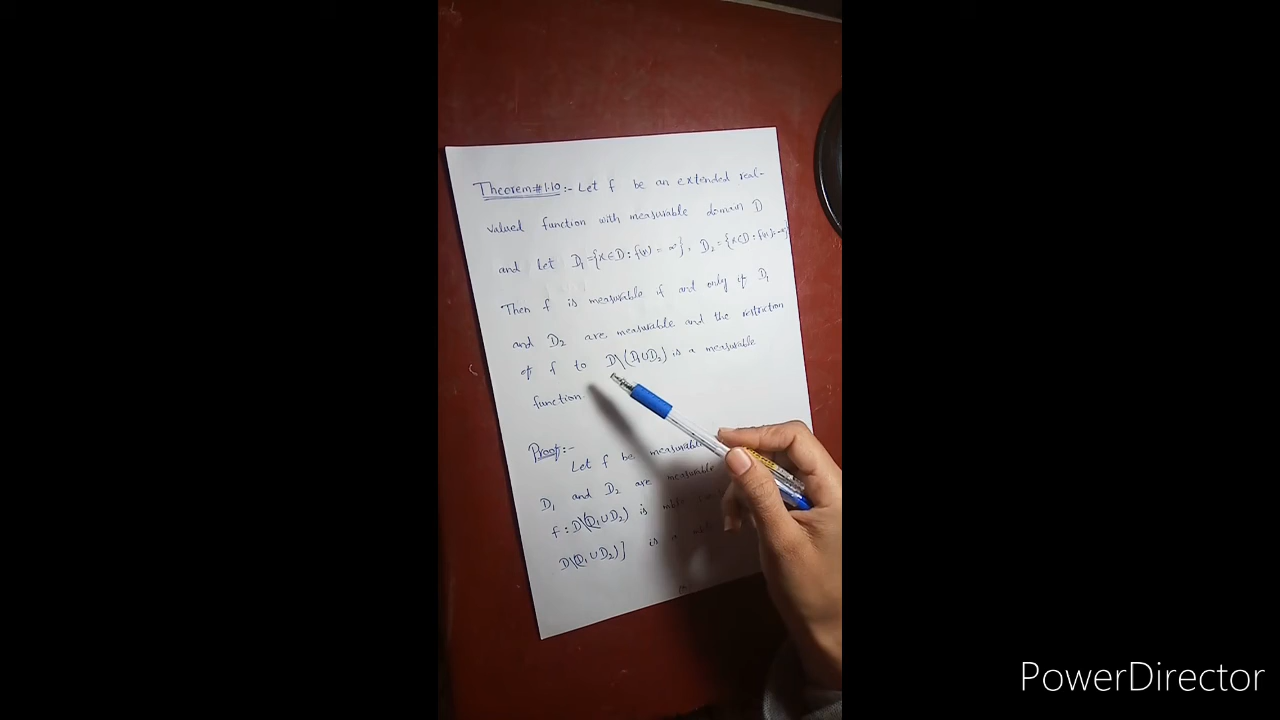 Theorem:#1.10:- Let f be an extended real-
valued function with measurable domain D
and let D₁={x∈D: f(x) = ∞}, D₂={x∈D: f(x)=-∞}
Then f is measurable if and only if D₁
and D₂ are measurable and the restriction
of f to D\(D₁∪D₂) is a measurable
function.
Proof:-
Let f be measurable
D₁ and D₂ are measurable
f: D\(D₁∪D₂) is
D\(D₁∪D₂)] is a
PowerDirector